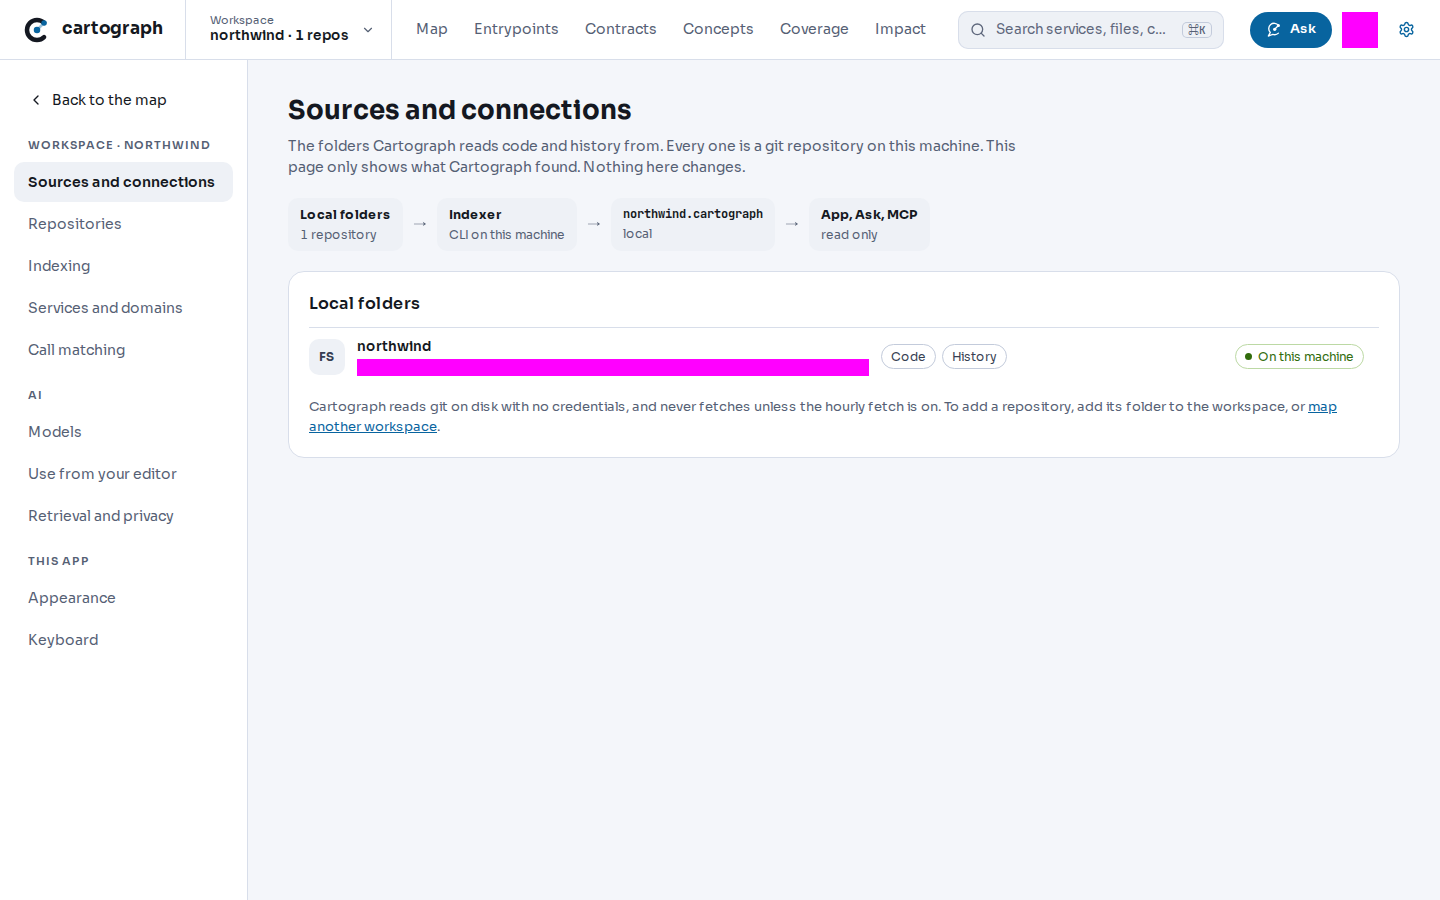 cartograph
Workspace
northwind · 1 repos
Map
Entrypoints
Contracts
Concepts
Coverage
Impact
Search services, files, c...
⌘K
Ask
Back to the map
WORKSPACE · NORTHWIND
Sources and connections
Repositories
Indexing
Services and domains
Call matching
AI
Models
Use from your editor
Retrieval and privacy
THIS APP
Appearance
Keyboard
Sources and connections
The folders Cartograph reads code and history from. Every one is a git repository on this machine. This
page only shows what Cartograph found. Nothing here changes.
Local folders
1 repository
→
Indexer
CLI on this machine
→
northwind.cartograph
local
→
App, Ask, MCP
read only
Local folders
FS
northwind
Code
History
On this machine
Cartograph reads git on disk with no credentials, and never fetches unless the hourly fetch is on. To add a repository, add its folder to the workspace, or map
another workspace.